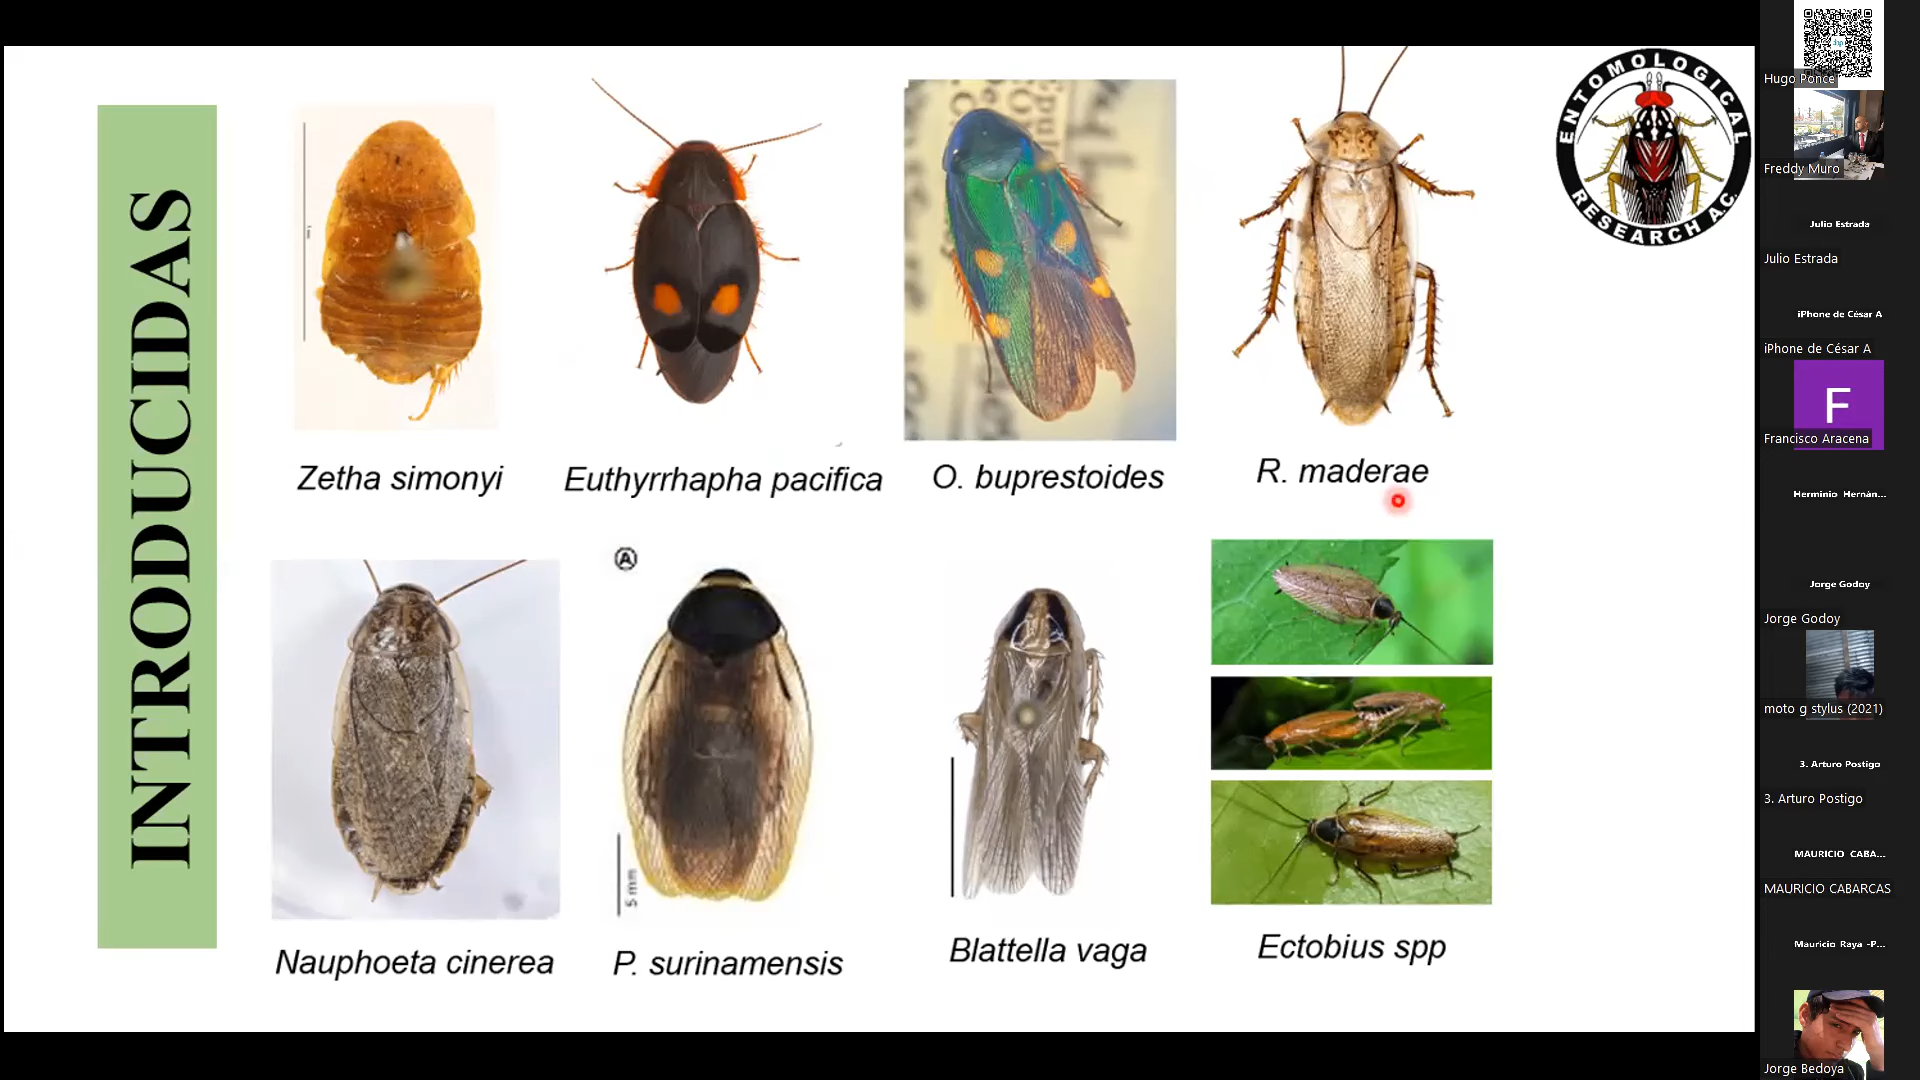 INTRODUCIDAS
ENTOMOLOGICAL
RESEARCH A.C.
Zetha simonyi
Euthyrrhapha pacifica
O. buprestoides
R. maderae
A
5 mm
Nauphoeta cinerea
P. surinamensis
Blattella vaga
Ectobius spp
Hugo Ponce
Freddy Muro
Julio Estrada
Julio Estrada
iPhone de César A
iPhone de César A
F
Francisco Aracena
Herminio Hernán...
Jorge Godoy
Jorge Godoy
moto g stylus (2021)
3. Arturo Postigo
3. Arturo Postigo
MAURICIO CABA...
MAURICIO CABARCAS
Mauricio Raya -P...
Jorge Bedoya